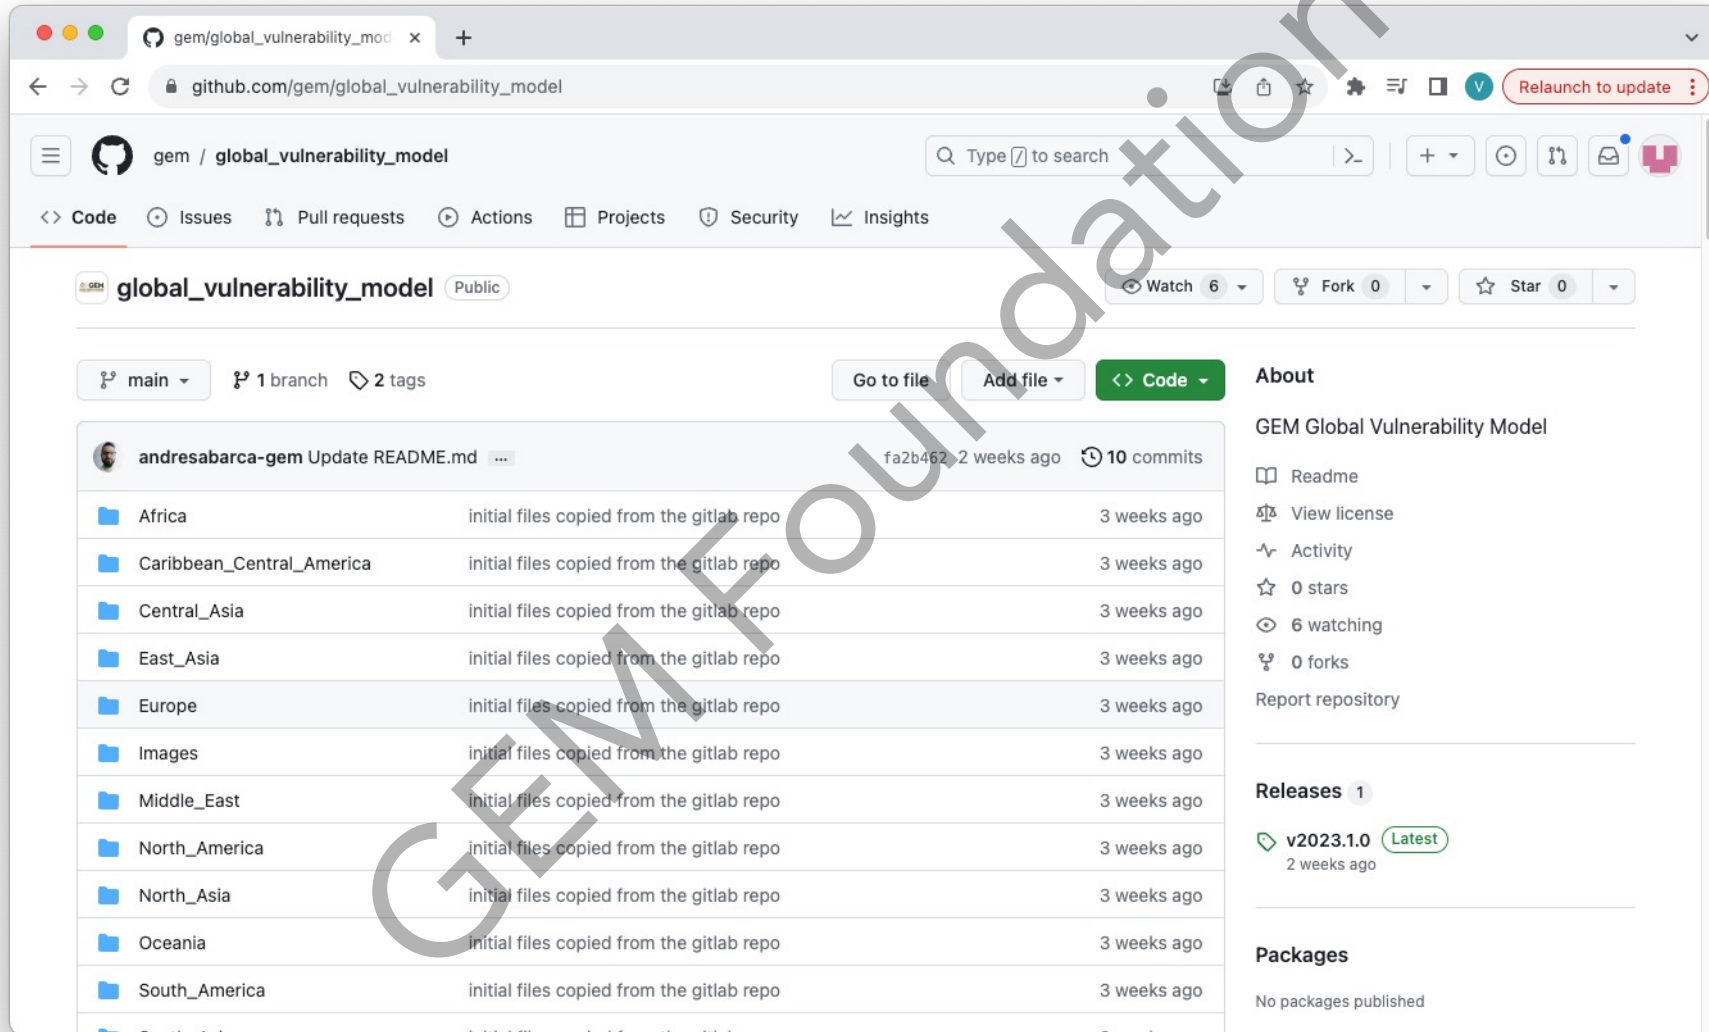 gem/global_vulnerability_mod
github.com/gem/global_vulnerability_model
V
Relaunch to update
gem / global_vulnerability_model
Type / to search
Code Issues Pull requests Actions Projects Security Insights
GEM
global_vulnerability_model Public
Watch 6 Fork 0 Star 0
main 1 branch 2 tags
Go to file Add file Code
andresabarca-gem Update README.md ... fa2b462 2 weeks ago 10 commits
Africa initial files copied from the gitlab repo 3 weeks ago
Caribbean_Central_America initial files copied from the gitlab repo 3 weeks ago
Central_Asia initial files copied from the gitlab repo 3 weeks ago
East_Asia initial files copied from the gitlab repo 3 weeks ago
Europe initial files copied from the gitlab repo 3 weeks ago
Images initial files copied from the gitlab repo 3 weeks ago
Middle_East initial files copied from the gitlab repo 3 weeks ago
North_America initial files copied from the gitlab repo 3 weeks ago
North_Asia initial files copied from the gitlab repo 3 weeks ago
Oceania initial files copied from the gitlab repo 3 weeks ago
South_America initial files copied from the gitlab repo 3 weeks ago
About
GEM Global Vulnerability Model
Readme
View license
Activity
0 stars
6 watching
0 forks
Report repository
Releases 1
v2023.1.0 Latest
2 weeks ago
Packages
No packages published
GEM Foundation